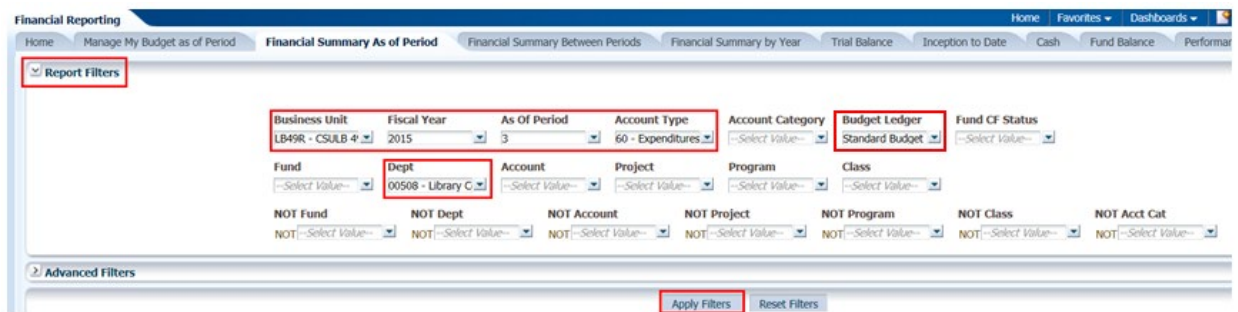 Financial Reporting Home Favorites Dashboards
Home Manage My Budget as of Period Financial Summary As of Period Financial Summary Between Periods Financial Summary by Year Trial Balance Inception to Date Cash Fund Balance Performar
Report Filters
Business Unit Fiscal Year As Of Period Account Type Account Category Budget Ledger Fund CF Status
LB49R - CSULB 4 2015 3 60 - Expenditures --Select Value-- Standard Budget --Select Value--
Fund Dept Account Project Program Class
--Select Value-- 00508 - Library C --Select Value-- --Select Value-- --Select Value-- --Select Value--
NOT Fund NOT Dept NOT Account NOT Project NOT Program NOT Class NOT Acct Cat
NOT --Select Value-- NOT --Select Value-- NOT --Select Value-- NOT --Select Value-- NOT --Select Value-- NOT --Select Value-- NOT --Select Value--
Advanced Filters
Apply Filters Reset Filters